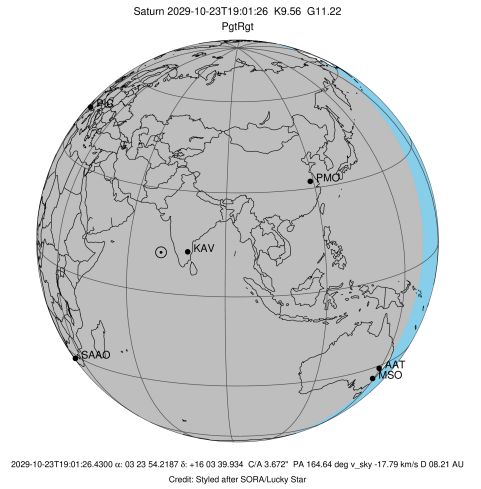 Saturn 2029-10-23T19:01:26 K9.56 G11.22
PgtRgt
PIC
PMO
KAV
SAAO
AAT
MSO
2029-10-23T19:01:26.4300 α: 03 23 54.2187 δ: +16 03 39.934 C/A 3.672" PA 164.64 deg v_sky -17.79 km/s D 08.21 AU
Credit: Styled after SORA/Lucky Star